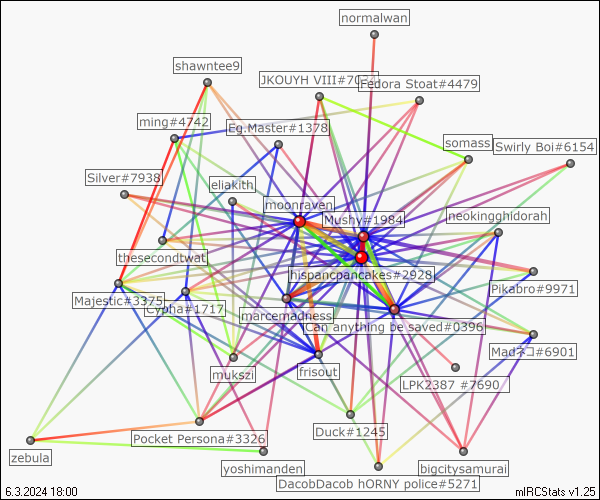 normalwan
shawntee9
JKOUYH VIII#70
Fedora Stoat#4479
ming#4742
Eg.Master#1378
somass
Swirly Boi#6154
Silver#7938
eliakith
moonraven
Mushy#1984
neokingghidorah
thesecondtwat
hispancpancakes#2928
Pikabro#9971
Majestic#3375
Cypha#1717
marcemadness
Can anything be saved#0396
Madネコ#6901
mukszi
frisout
LPK2387 #7690
Pocket Persona#3326
Duck#1245
zebula
yoshimanden
bigcitysamurai
DacobDacob hORNY police#5271
6.3.2024 18:00
mIRCStats v1.25